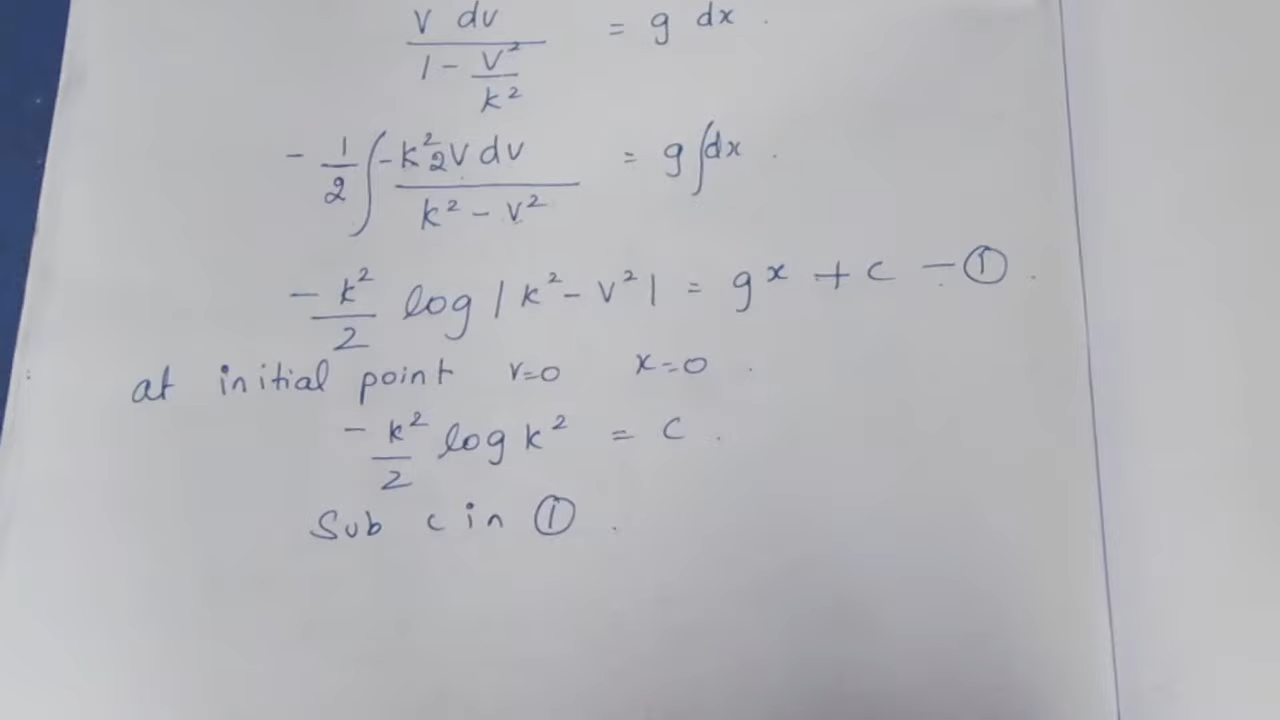 v dv / (1 - v²/k²) = g dx .
- 1/2 ∫ -k² 2v dv / (k² - v²) = g ∫dx .
- k²/2 log |k² - v²| = gx + c - ① .
at initial point v=0 x=0 .
- k²/2 log k² = c .
Sub c in ① .